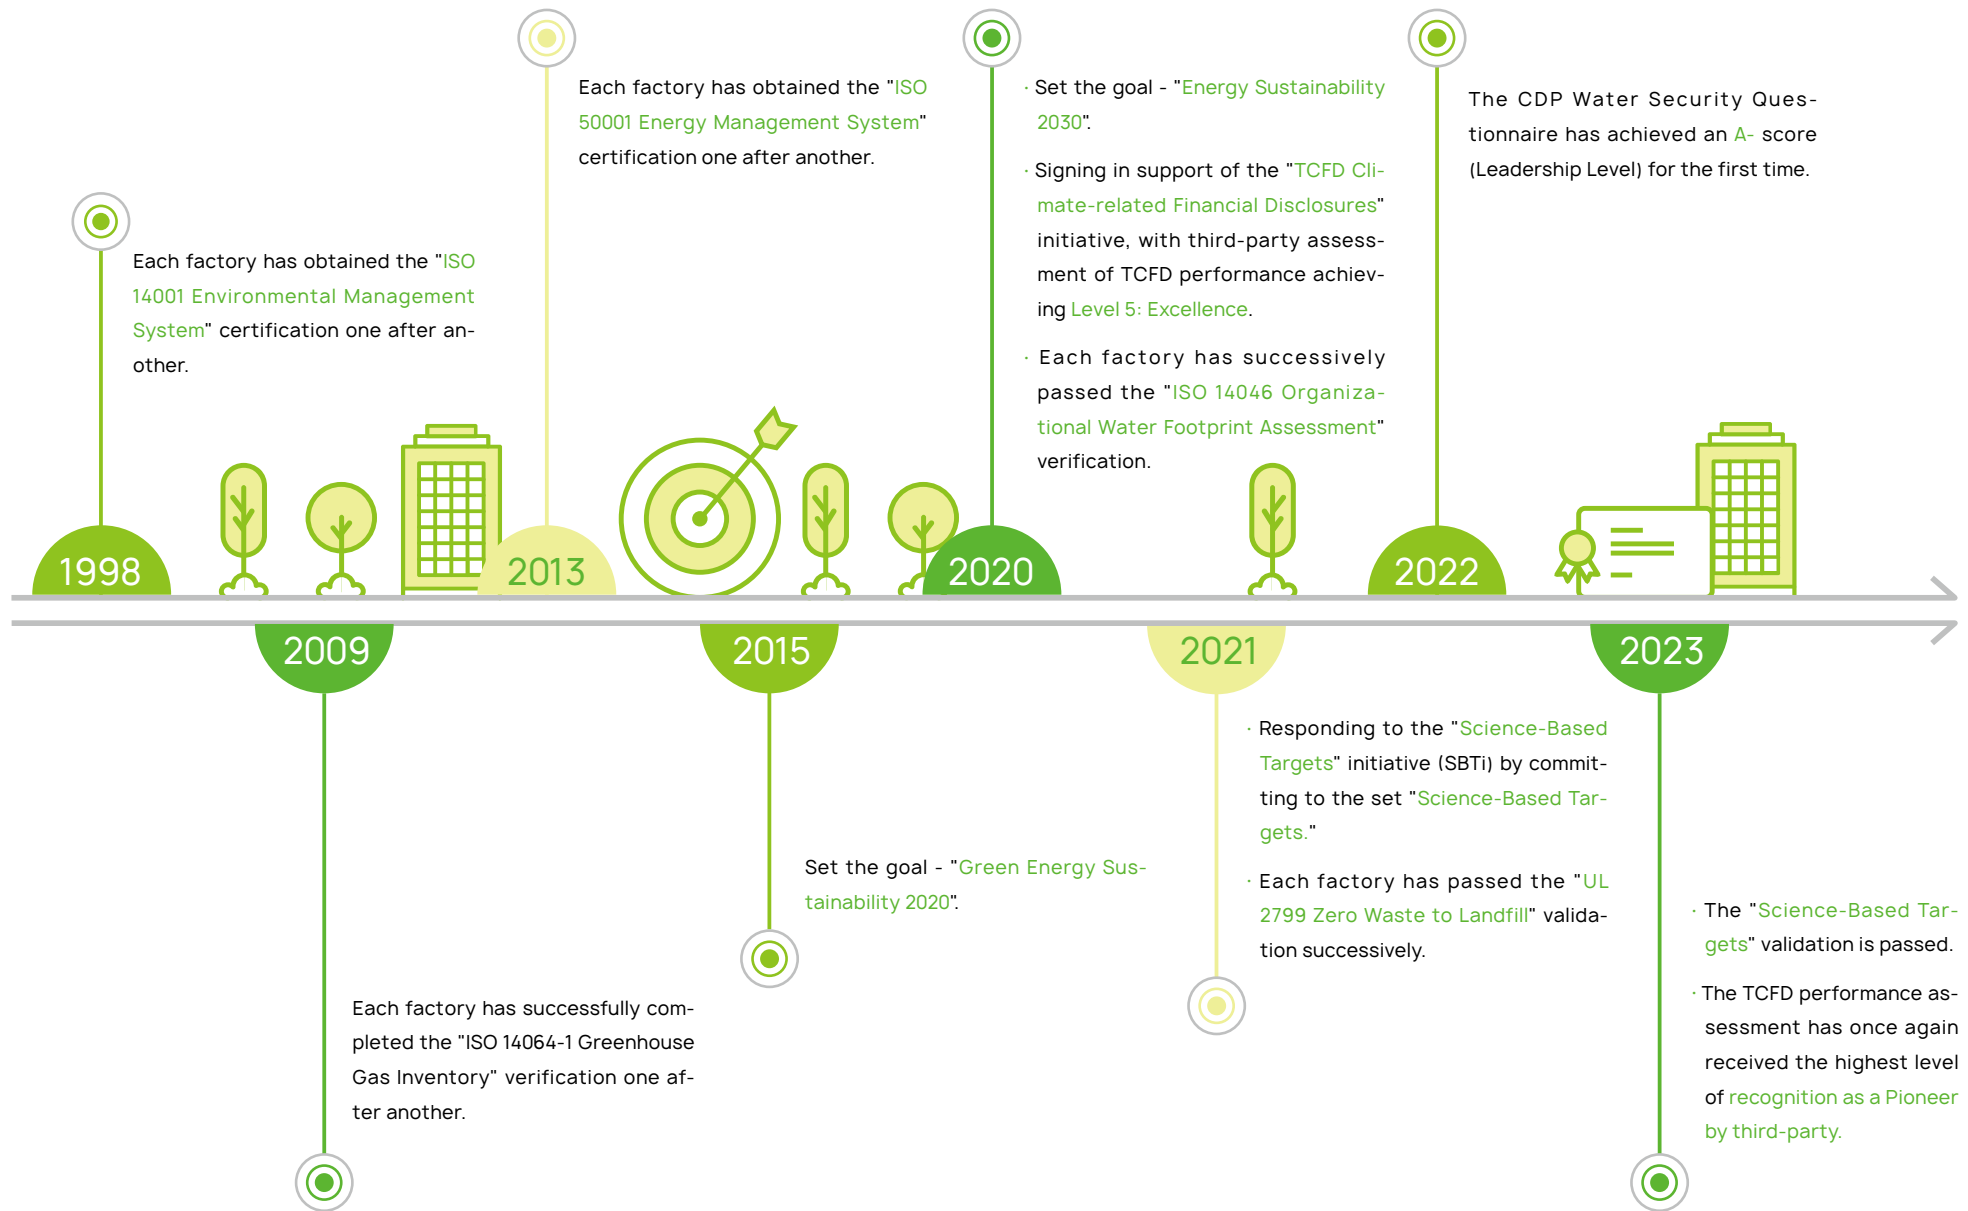 1998
Each factory has obtained the "ISO
14001 Environmental Management
System" certification one after an-
other.
2009
Each factory has successfully com-
pleted the "ISO 14064-1 Greenhouse
Gas Inventory" verification one af-
ter another.
2013
Each factory has obtained the "ISO
50001 Energy Management System"
certification one after another.
2015
Set the goal - "Green Energy Sus-
tainability 2020".
2020
· Set the goal - "Energy Sustainability
2030".
· Signing in support of the "TCFD Cli-
mate-related Financial Disclosures"
initiative, with third-party assess-
ment of TCFD performance achiev-
ing Level 5: Excellence.
· Each factory has successively
passed the "ISO 14046 Organiza-
tional Water Footprint Assessment"
verification.
2021
· Responding to the "Science-Based
Targets" initiative (SBTi) by commit-
ting to the set "Science-Based Tar-
gets."
· Each factory has passed the "UL
2799 Zero Waste to Landfill" valida-
tion successively.
2022
The CDP Water Security Ques-
tionnaire has achieved an A- score
(Leadership Level) for the first time.
2023
· The "Science-Based Tar-
gets" validation is passed.
· The TCFD performance as-
sessment has once again
received the highest level
of recognition as a Pioneer
by third-party.